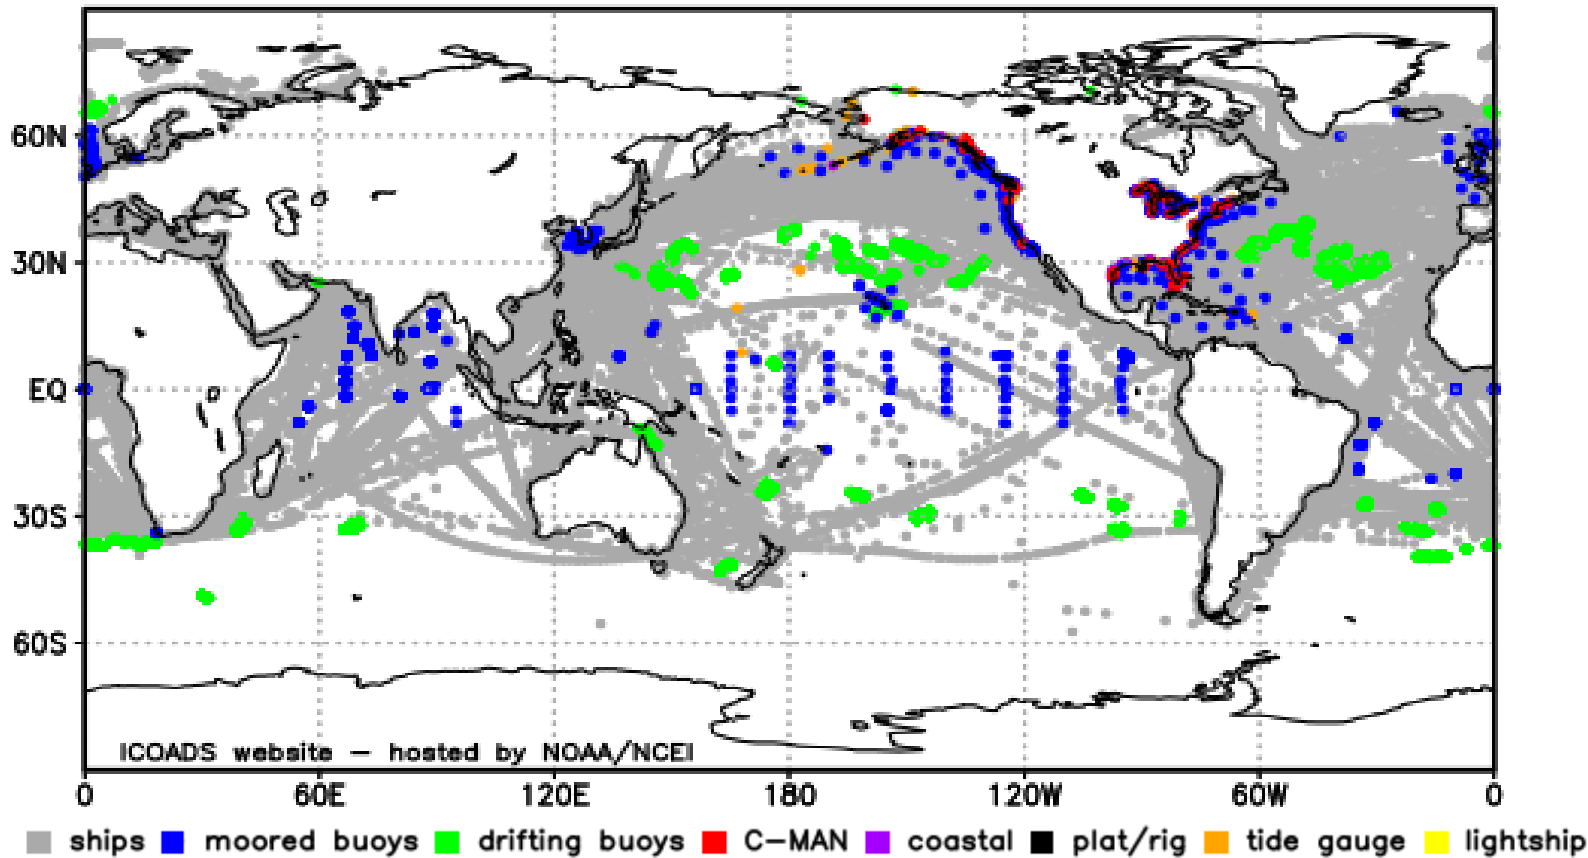 60N
30N
EQ
30S
60S
ICOADS website – hosted by NOAA/NCEI
0 60E 120E 180 120W 60W 0
ships moored buoys drifting buoys C-MAN coastal plat/rig tide gauge lightship